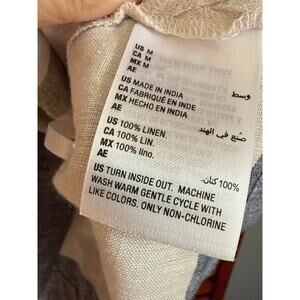 US M
CA M
MX M
AE وسط
US MADE IN INDIA
CA FABRIQUÉ EN INDE
MX HECHO EN INDIA
AE صنع في الهند
US 100% LINEN.
CA 100% LIN.
MX 100% lino.
AE 100% كتان.
US TURN INSIDE OUT. MACHINE
WASH WARM GENTLE CYCLE WITH
LIKE COLORS. ONLY NON-CHLORINE